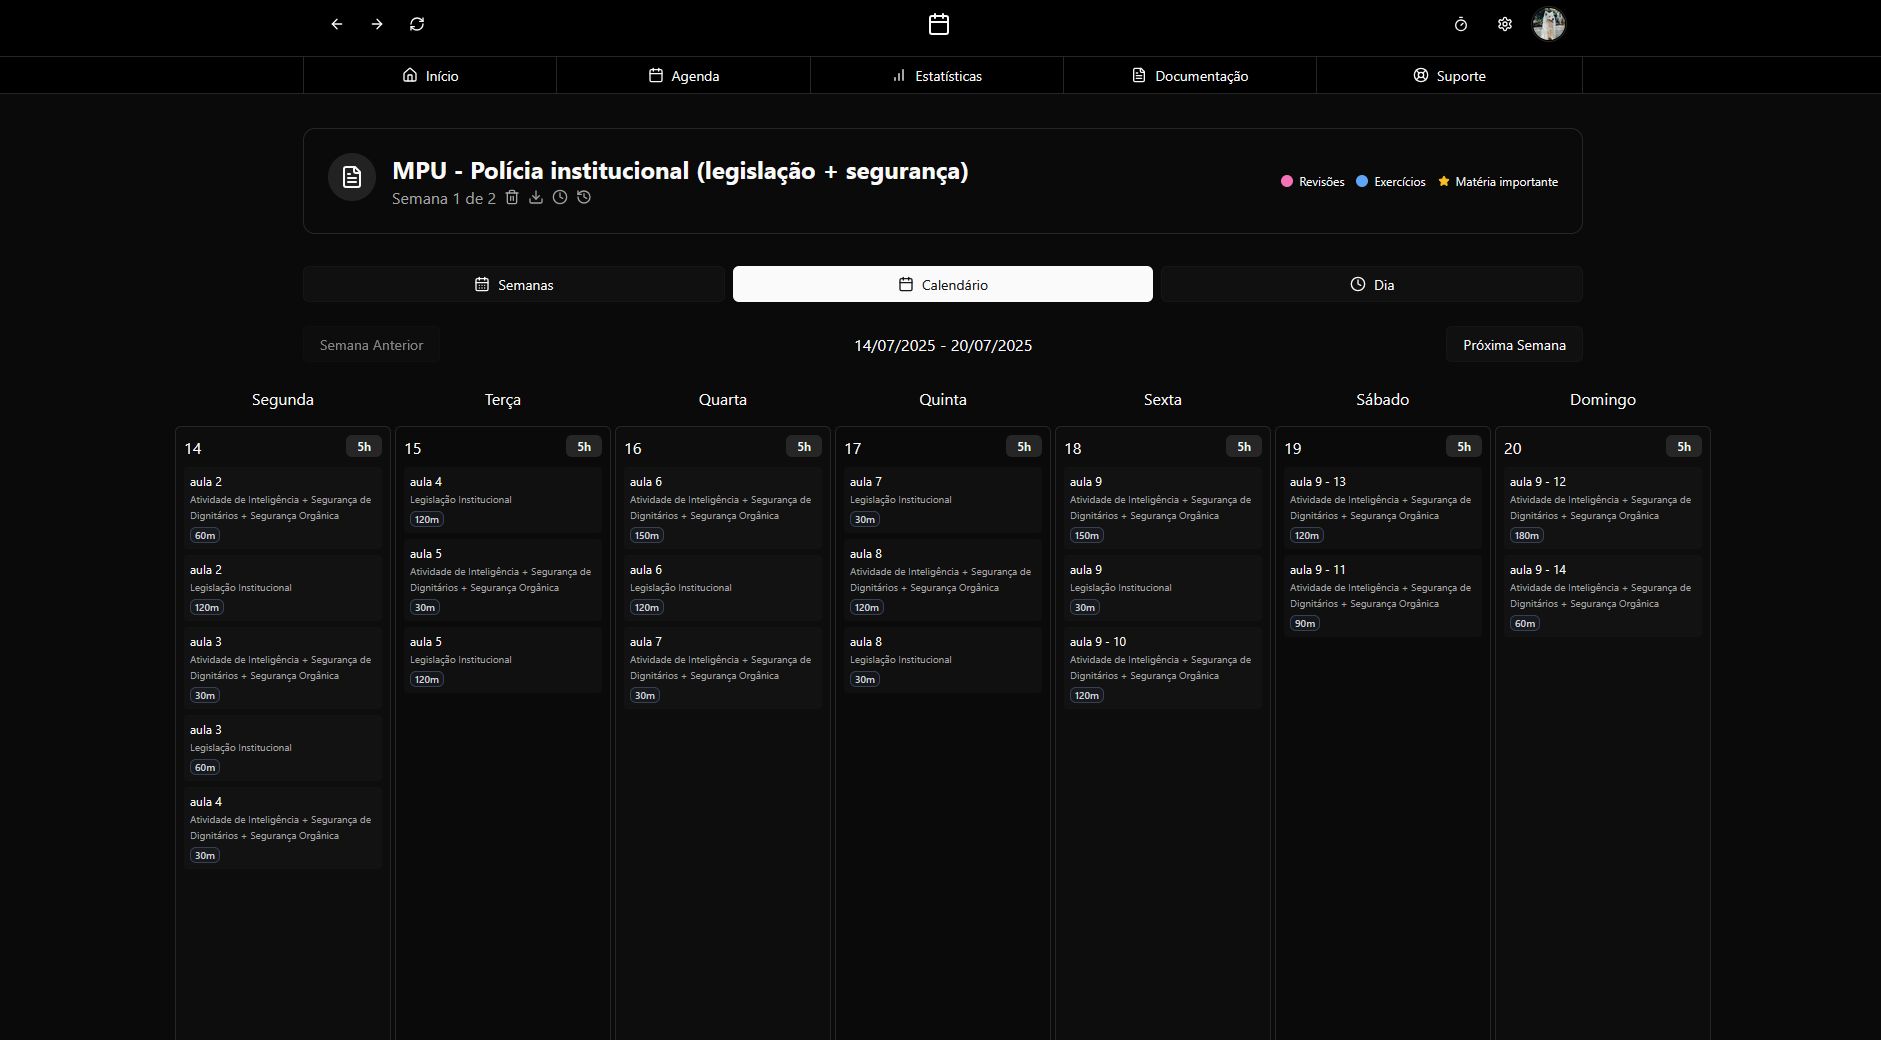 Início
Agenda
Estatísticas
Documentação
Suporte
MPU - Polícia institucional (legislação + segurança)
Semana 1 de 2
Revisões
Exercícios
Matéria importante
Semanas
Calendário
Dia
Semana Anterior
14/07/2025 - 20/07/2025
Próxima Semana
Segunda
Terça
Quarta
Quinta
Sexta
Sábado
Domingo
14
5h
aula 2
Atividade de Inteligência + Segurança de
Dignitários + Segurança Orgânica
60m
aula 2
Legislação Institucional
120m
aula 3
Atividade de Inteligência + Segurança de
Dignitários + Segurança Orgânica
30m
aula 3
Legislação Institucional
60m
aula 4
Atividade de Inteligência + Segurança de
Dignitários + Segurança Orgânica
30m
15
5h
aula 4
Legislação Institucional
120m
aula 5
Atividade de Inteligência + Segurança de
Dignitários + Segurança Orgânica
30m
aula 5
Legislação Institucional
120m
16
5h
aula 6
Atividade de Inteligência + Segurança de
Dignitários + Segurança Orgânica
150m
aula 6
Legislação Institucional
120m
aula 7
Atividade de Inteligência + Segurança de
Dignitários + Segurança Orgânica
30m
17
5h
aula 7
Legislação Institucional
30m
aula 8
Atividade de Inteligência + Segurança de
Dignitários + Segurança Orgânica
120m
aula 8
Legislação Institucional
30m
18
5h
aula 9
Atividade de Inteligência + Segurança de
Dignitários + Segurança Orgânica
150m
aula 9
Legislação Institucional
30m
aula 9 - 10
Atividade de Inteligência + Segurança de
Dignitários + Segurança Orgânica
120m
19
5h
aula 9 - 13
Atividade de Inteligência + Segurança de
Dignitários + Segurança Orgânica
120m
aula 9 - 11
Atividade de Inteligência + Segurança de
Dignitários + Segurança Orgânica
90m
20
5h
aula 9 - 12
Atividade de Inteligência + Segurança de
Dignitários + Segurança Orgânica
180m
aula 9 - 14
Atividade de Inteligência + Segurança de
Dignitários + Segurança Orgânica
60m